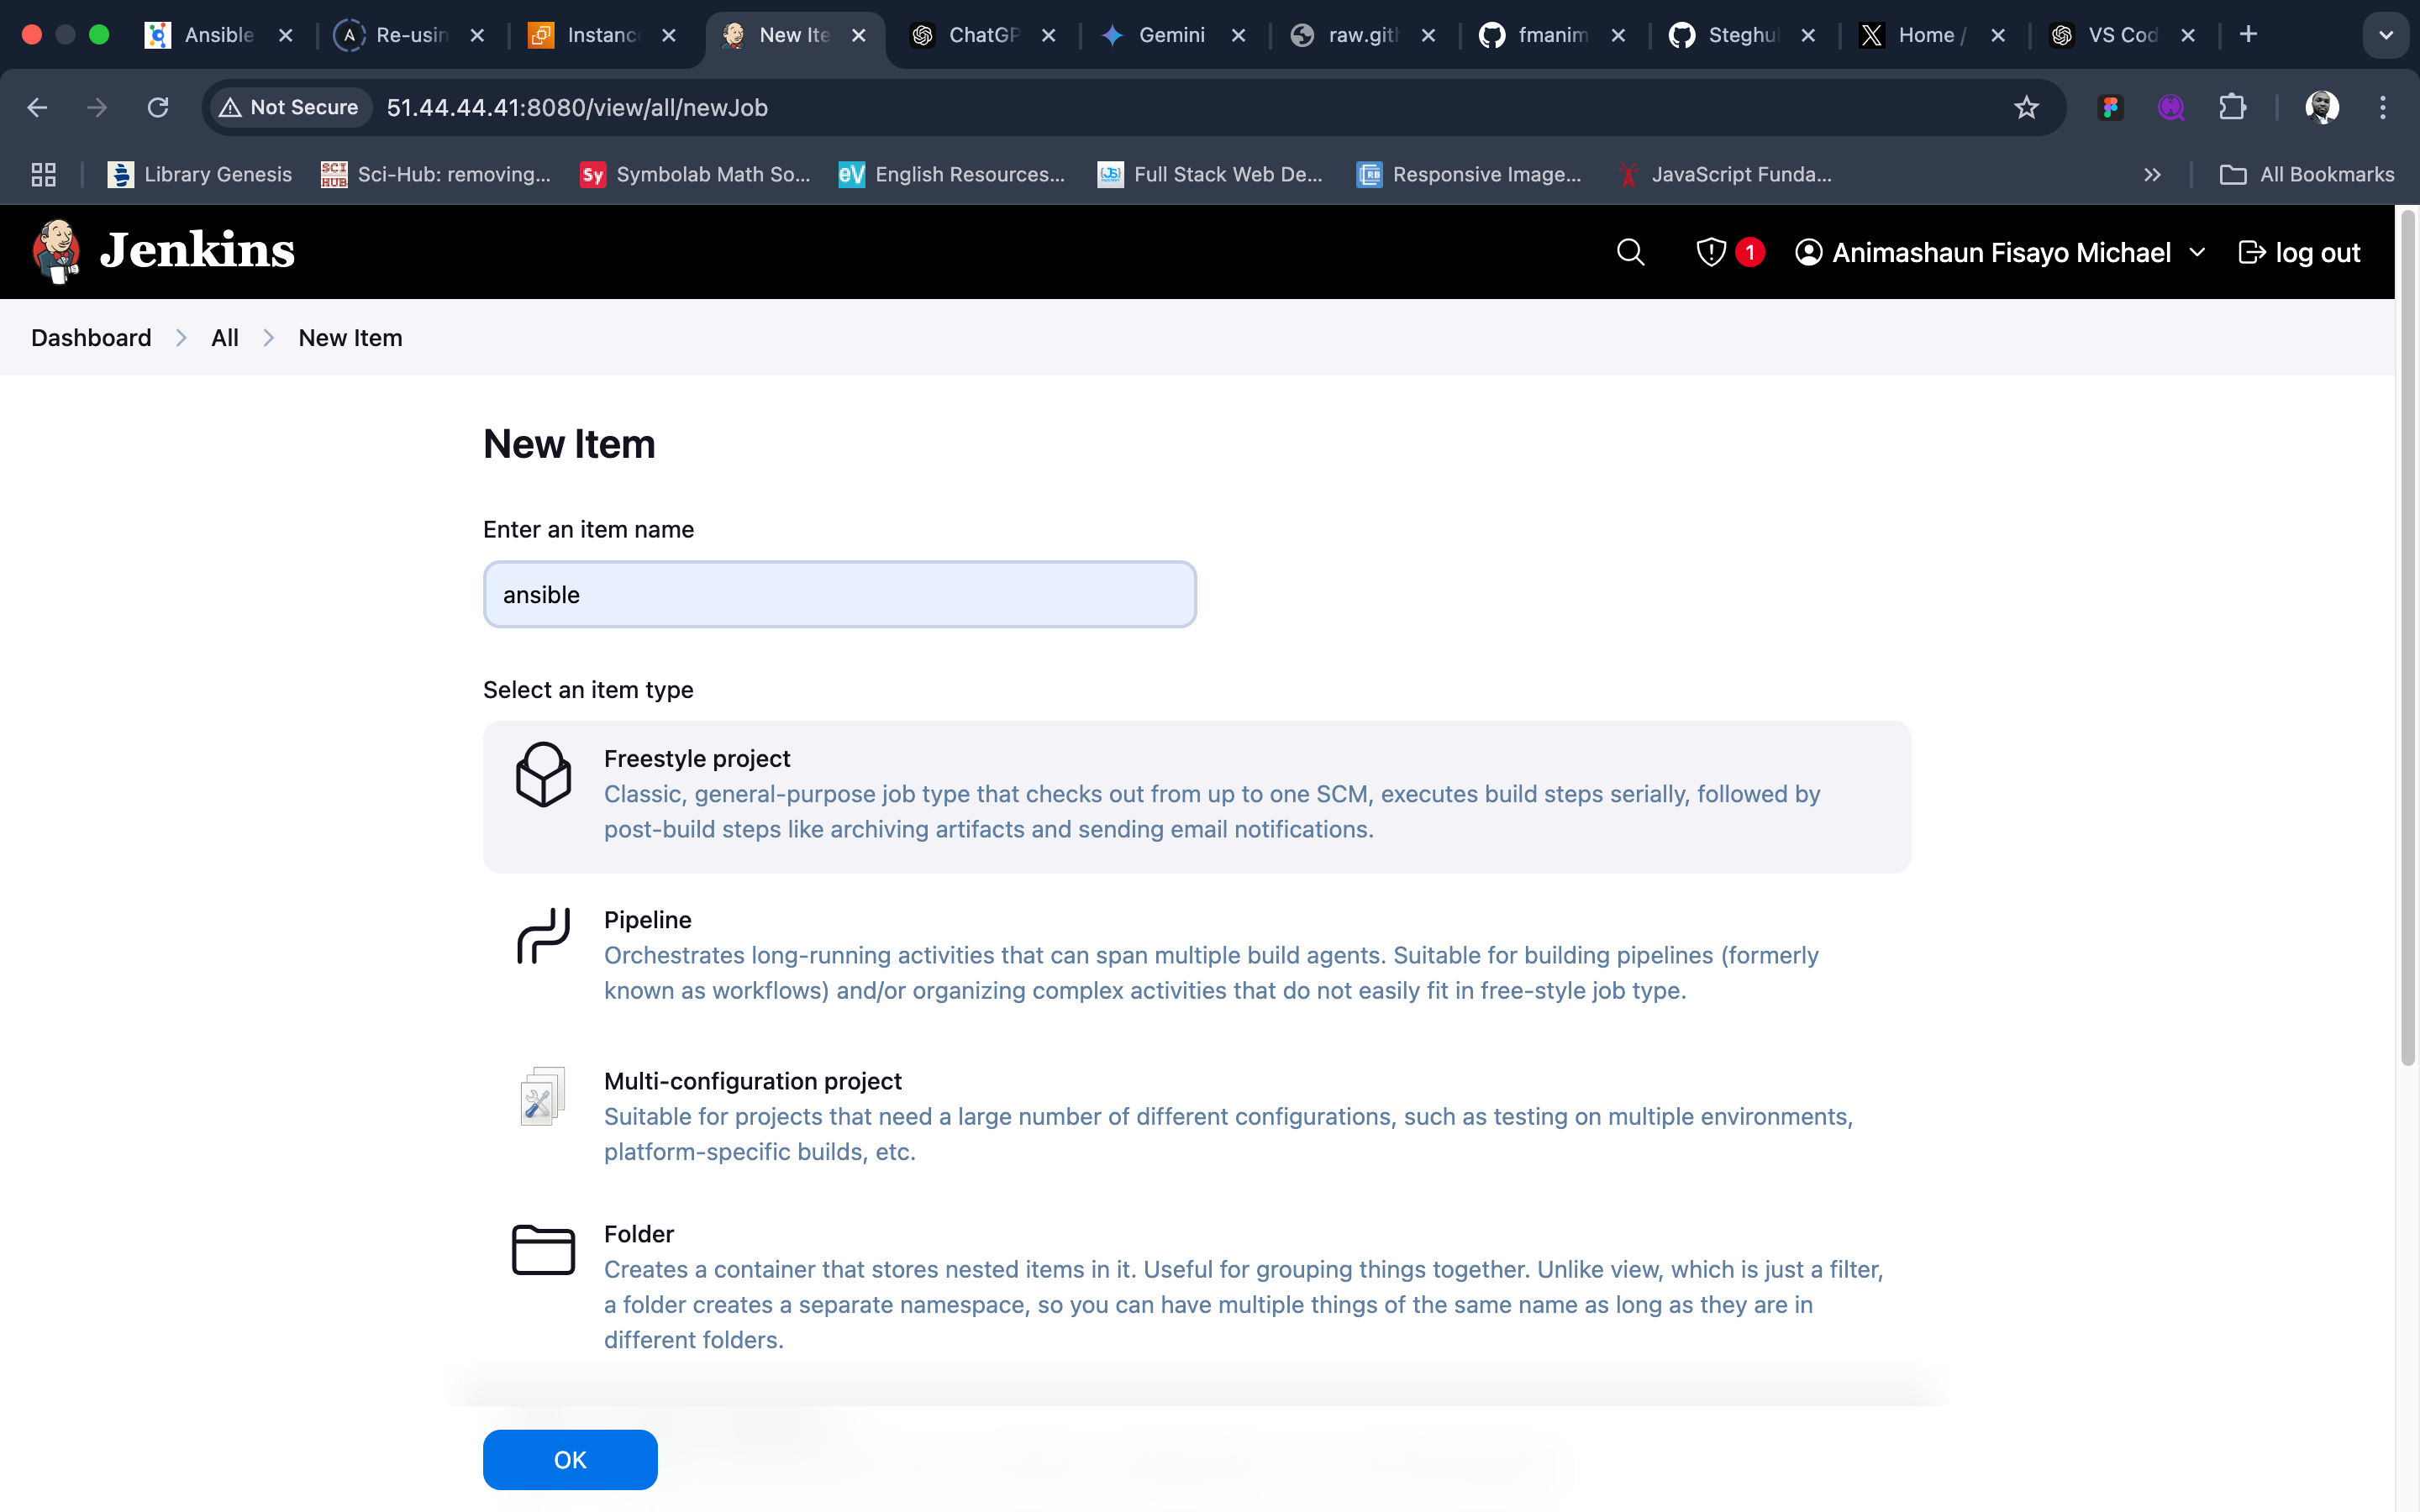 Ansible
Re-usin
Instanc
New Ite
ChatGP
Gemini
raw.gitl
fmanim
Steghul
Home /
VS Cod
Not Secure
51.44.44.41:8080/view/all/newJob
Library Genesis
SCI HUB
Sci-Hub: removing...
Sy
Symbolab Math So...
eV
English Resources...
JS
Full Stack Web De...
RB
Responsive Image...
JavaScript Funda...
All Bookmarks
Jenkins
1
Animashaun Fisayo Michael
log out
Dashboard
All
New Item
New Item
Enter an item name
ansible
Select an item type
Freestyle project
Classic, general-purpose job type that checks out from up to one SCM, executes build steps serially, followed by
post-build steps like archiving artifacts and sending email notifications.
Pipeline
Orchestrates long-running activities that can span multiple build agents. Suitable for building pipelines (formerly
known as workflows) and/or organizing complex activities that do not easily fit in free-style job type.
Multi-configuration project
Suitable for projects that need a large number of different configurations, such as testing on multiple environments,
platform-specific builds, etc.
Folder
Creates a container that stores nested items in it. Useful for grouping things together. Unlike view, which is just a filter,
a folder creates a separate namespace, so you can have multiple things of the same name as long as they are in
different folders.
OK